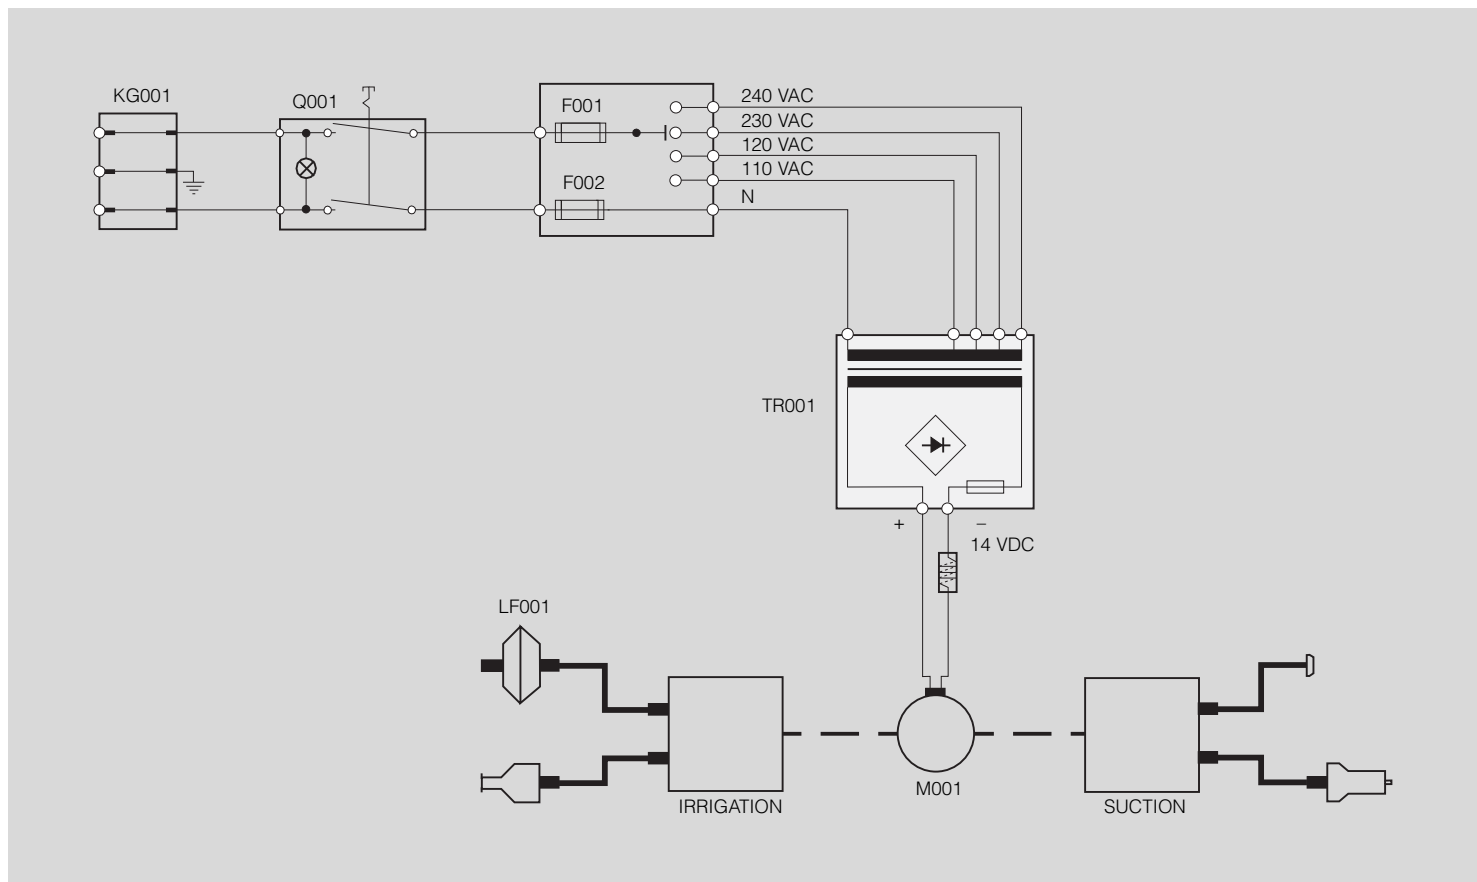 KG001
Q001
F001
F002
240 VAC
230 VAC
120 VAC
110 VAC
N
TR001
+ –
14 VDC
LF001
M001
IRRIGATION
SUCTION